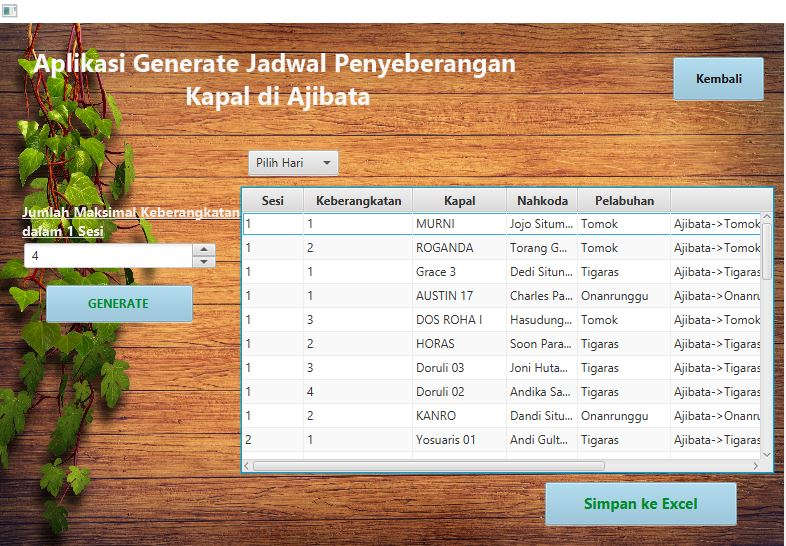 Aplikasi Generate Jadwal Penyeberangan
Kapal di Ajibata
Kembali
Pilih Hari
Jumlah Maksimal Keberangkatan
dalam 1 Sesi
4
GENERATE
Sesi Keberangkatan Kapal Nahkoda Pelabuhan
1 1 MURNI Jojo Situm... Tomok Ajibata->Tomok
1 2 ROGANDA Torang G... Tomok Ajibata->Tomok
1 1 Grace 3 Dedi Situn... Tigaras Ajibata->Tigaras
1 1 AUSTIN 17 Charles Pa... Onanrunggu Ajibata->Onanr
1 3 DOS ROHA I Hasudung... Tomok Ajibata->Tomok
1 2 HORAS Soon Para... Tigaras Ajibata->Tigaras
1 3 Doruli 03 Joni Huta... Tigaras Ajibata->Tigaras
1 4 Doruli 02 Andika Sa... Tigaras Ajibata->Tigaras
1 2 KANRO Dandi Situ... Onanrunggu Ajibata->Onanr
2 1 Yosuaris 01 Andi Gult... Tigaras Ajibata->Tigaras
Simpan ke Excel